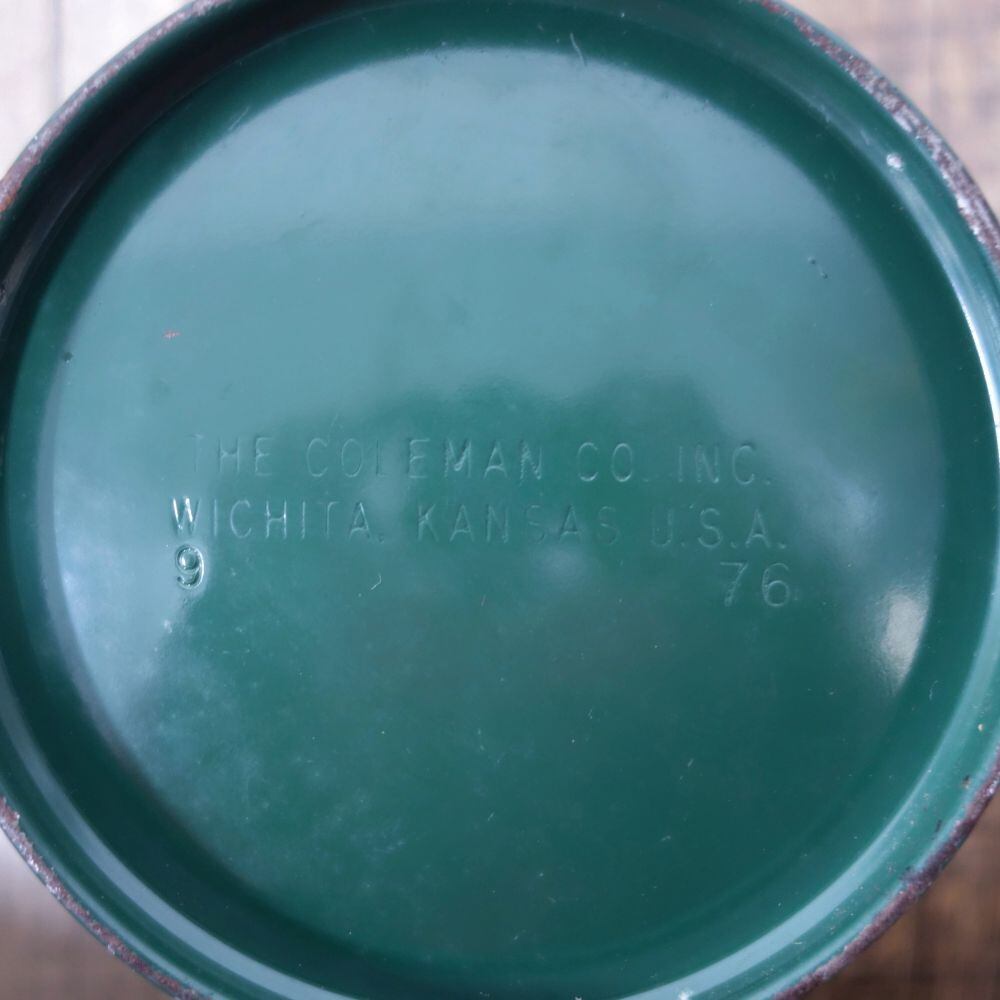 THE COLEMAN CO. INC.
WICHITA, KANSAS U.S.A.
9 76